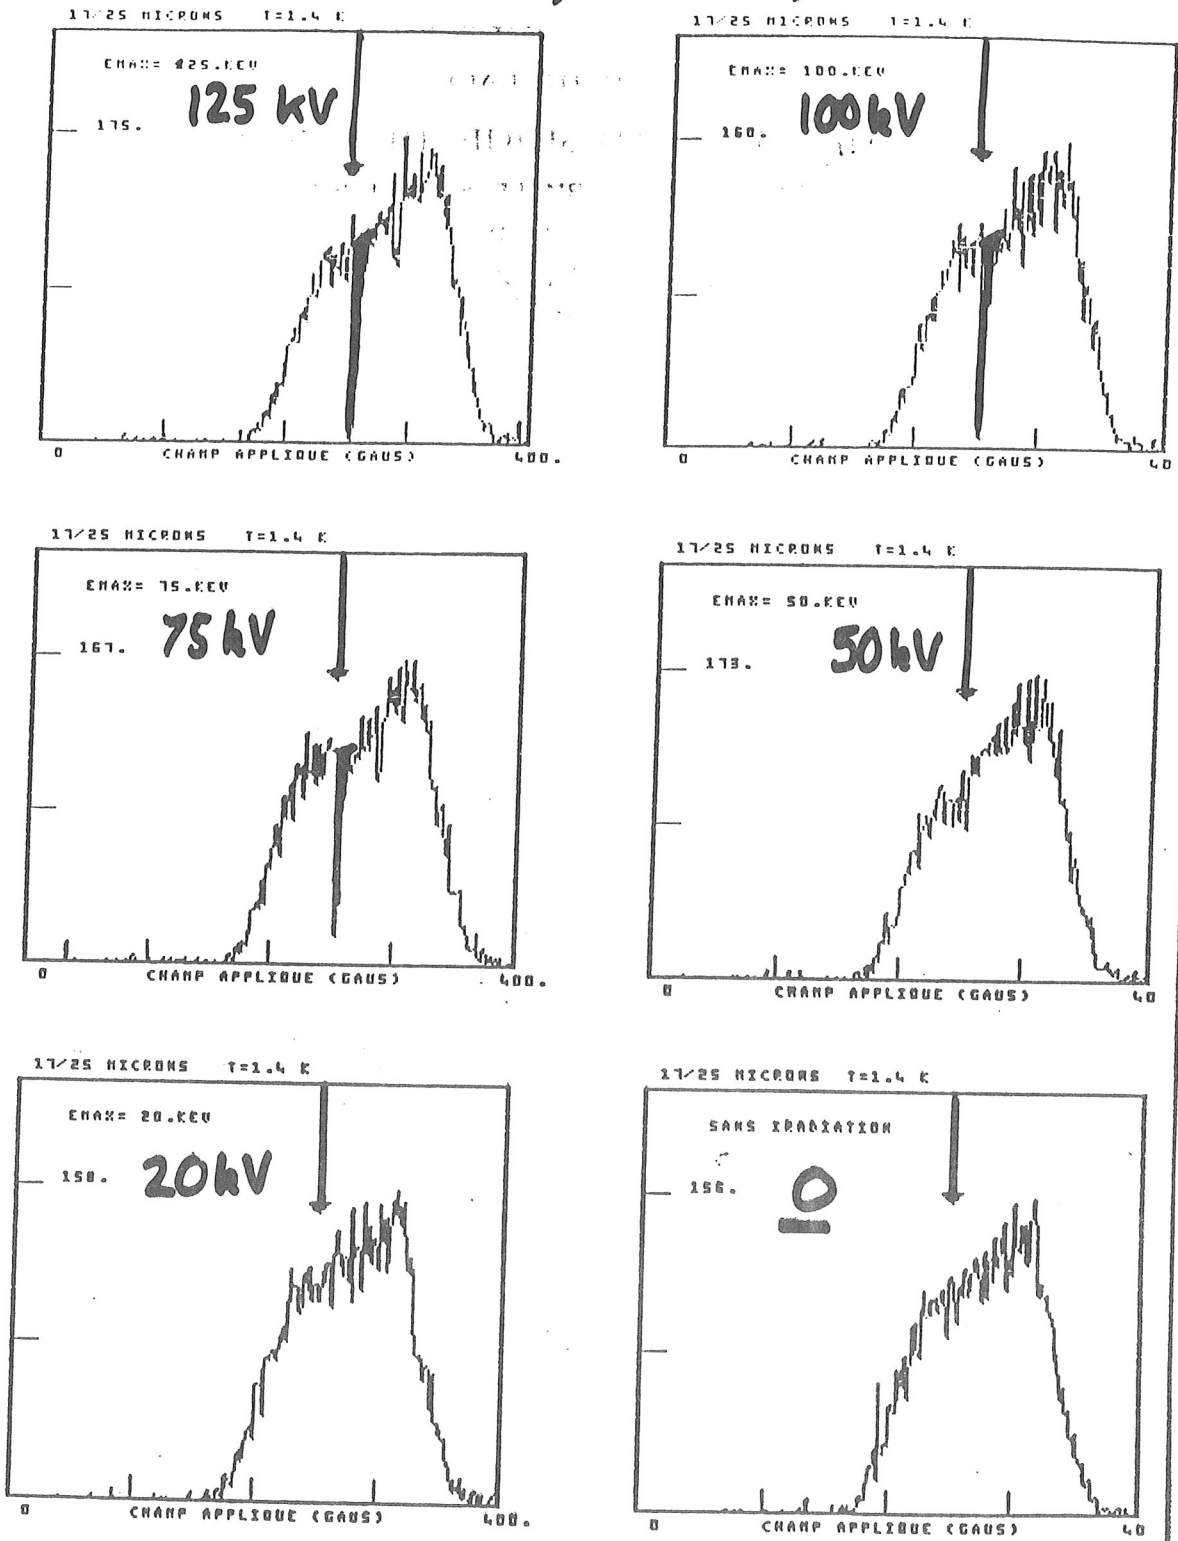 17/25 MICRONS T=1.4 K
EMAX= 125.KEV
125 kV
175.
0
CHAMP APPLIQUE (GAUS)
400.
17/25 MICRONS T=1.4 K
EMAX= 100.KEV
100 kV
160.
0
CHAMP APPLIQUE (GAUS)
40
17/25 MICRONS T=1.4 K
EMAX= 75.KEV
75 kV
167.
0
CHAMP APPLIQUE (GAUS)
400.
17/25 MICRONS T=1.4 K
EMAX= 50.KEV
50 kV
173.
0
CHAMP APPLIQUE (GAUS)
40
17/25 MICRONS T=1.4 K
EMAX= 20.KEV
20 kV
158.
0
CHAMP APPLIQUE (GAUS)
400.
17/25 MICRONS T=1.4 K
SANS IRADIATION
0
156.
0
CHAMP APPLIQUE (GAUS)
40